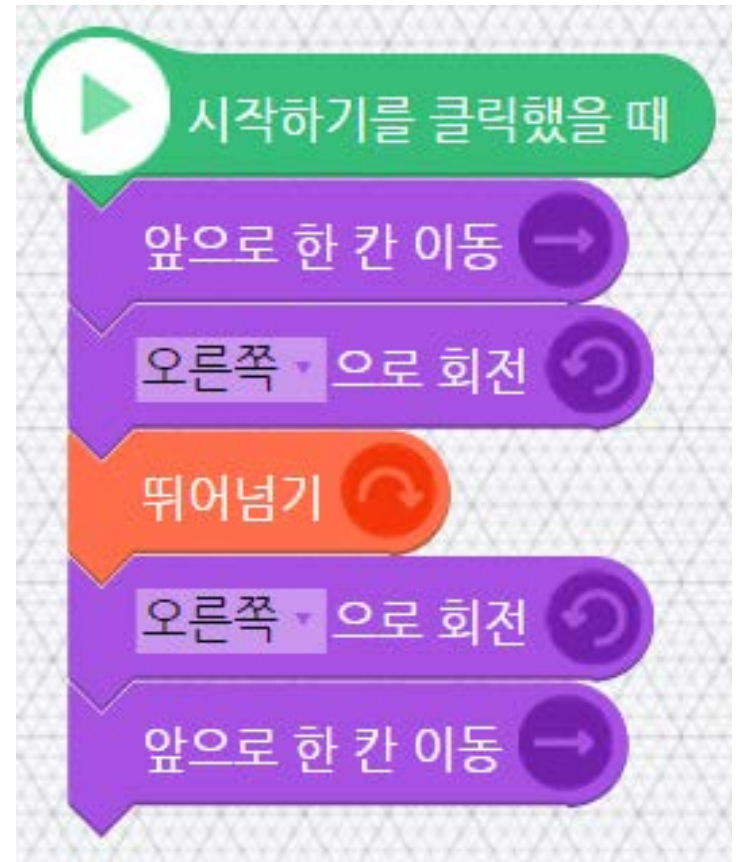 시작하기를 클릭했을 때
앞으로 한 칸 이동
오른쪽 으로 회전
뛰어넘기
오른쪽 으로 회전
앞으로 한 칸 이동